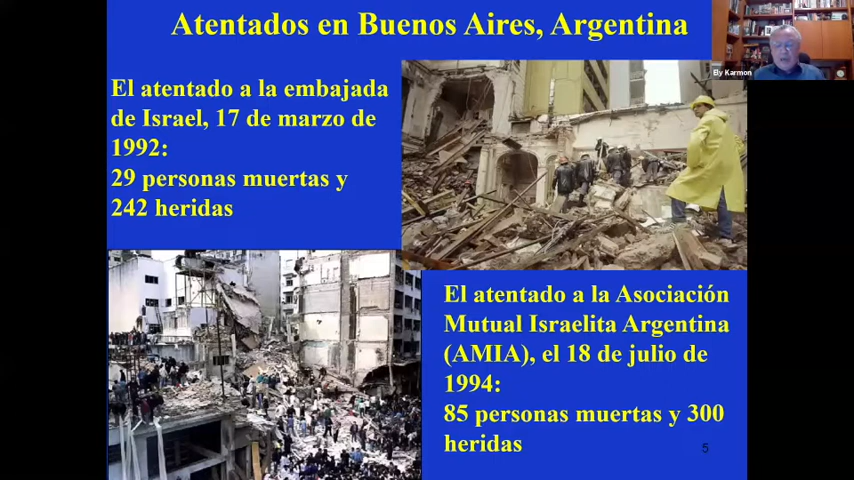 Atentados en Buenos Aires, Argentina
Ely Karmon
El atentado a la embajada
de Israel, 17 de marzo de
1992:
29 personas muertas y
242 heridas
El atentado a la Asociación
Mutual Israelita Argentina
(AMIA), el 18 de julio de
1994:
85 personas muertas y 300
heridas
5